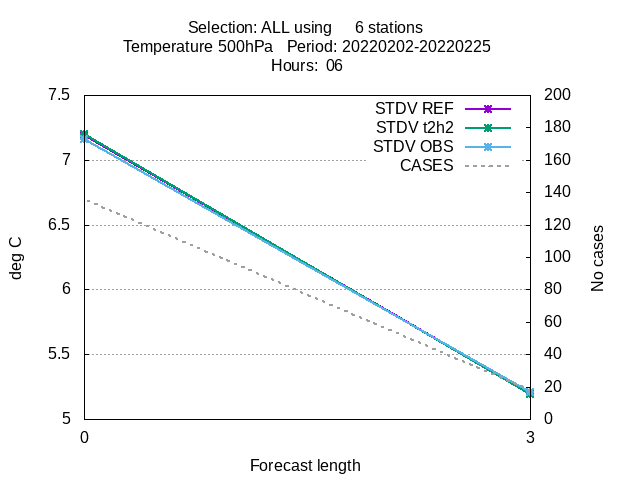 Selection: ALL using 6 stations
Temperature 500hPa Period: 20220202-20220225
Hours: 06
7.5
7
6.5
6
5.5
5
200
180
160
140
120
100
80
60
40
20
0
STDV REF
STDV t2h2
STDV OBS
CASES
deg C
No cases
0 3
Forecast length